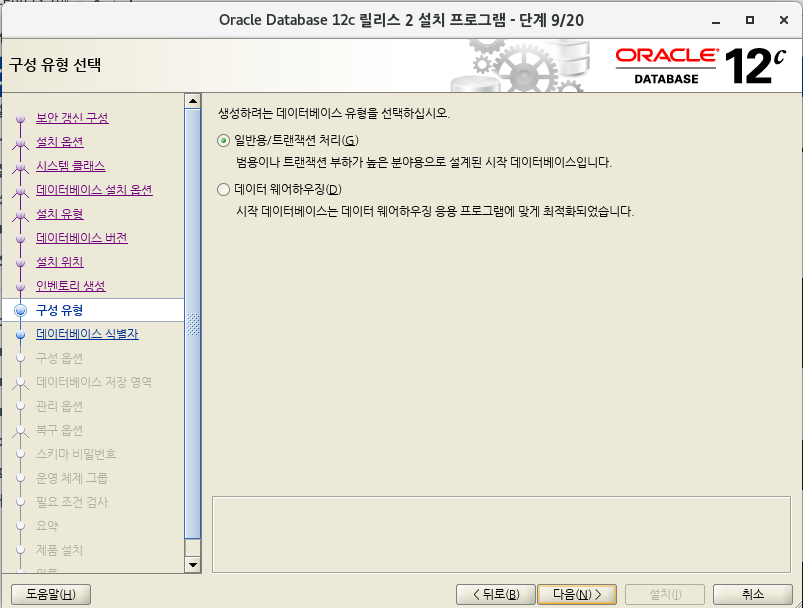 Oracle Database 12c 릴리스 2 설치 프로그램 - 단계 9/20
구성 유형 선택
ORACLE
DATABASE
12c
보안 갱신 구성
설치 옵션
시스템 클래스
데이터베이스 설치 옵션
설치 유형
데이터베이스 버전
설치 위치
인벤토리 생성
구성 유형
데이터베이스 식별자
구성 옵션
데이터베이스 저장 영역
관리 옵션
복구 옵션
스키마 비밀번호
운영 체제 그룹
필요 조건 검사
요약
제품 설치
생성하려는 데이터베이스 유형을 선택하십시오.
일반용/트랜잭션 처리(G)
범용이나 트랜잭션 부하가 높은 분야용으로 설계된 시작 데이터베이스입니다.
데이터 웨어하우징(D)
시작 데이터베이스는 데이터 웨어하우징 응용 프로그램에 맞게 최적화되었습니다.
도움말(H)
< 뒤로(B)
다음(N) >
설치(I)
취소